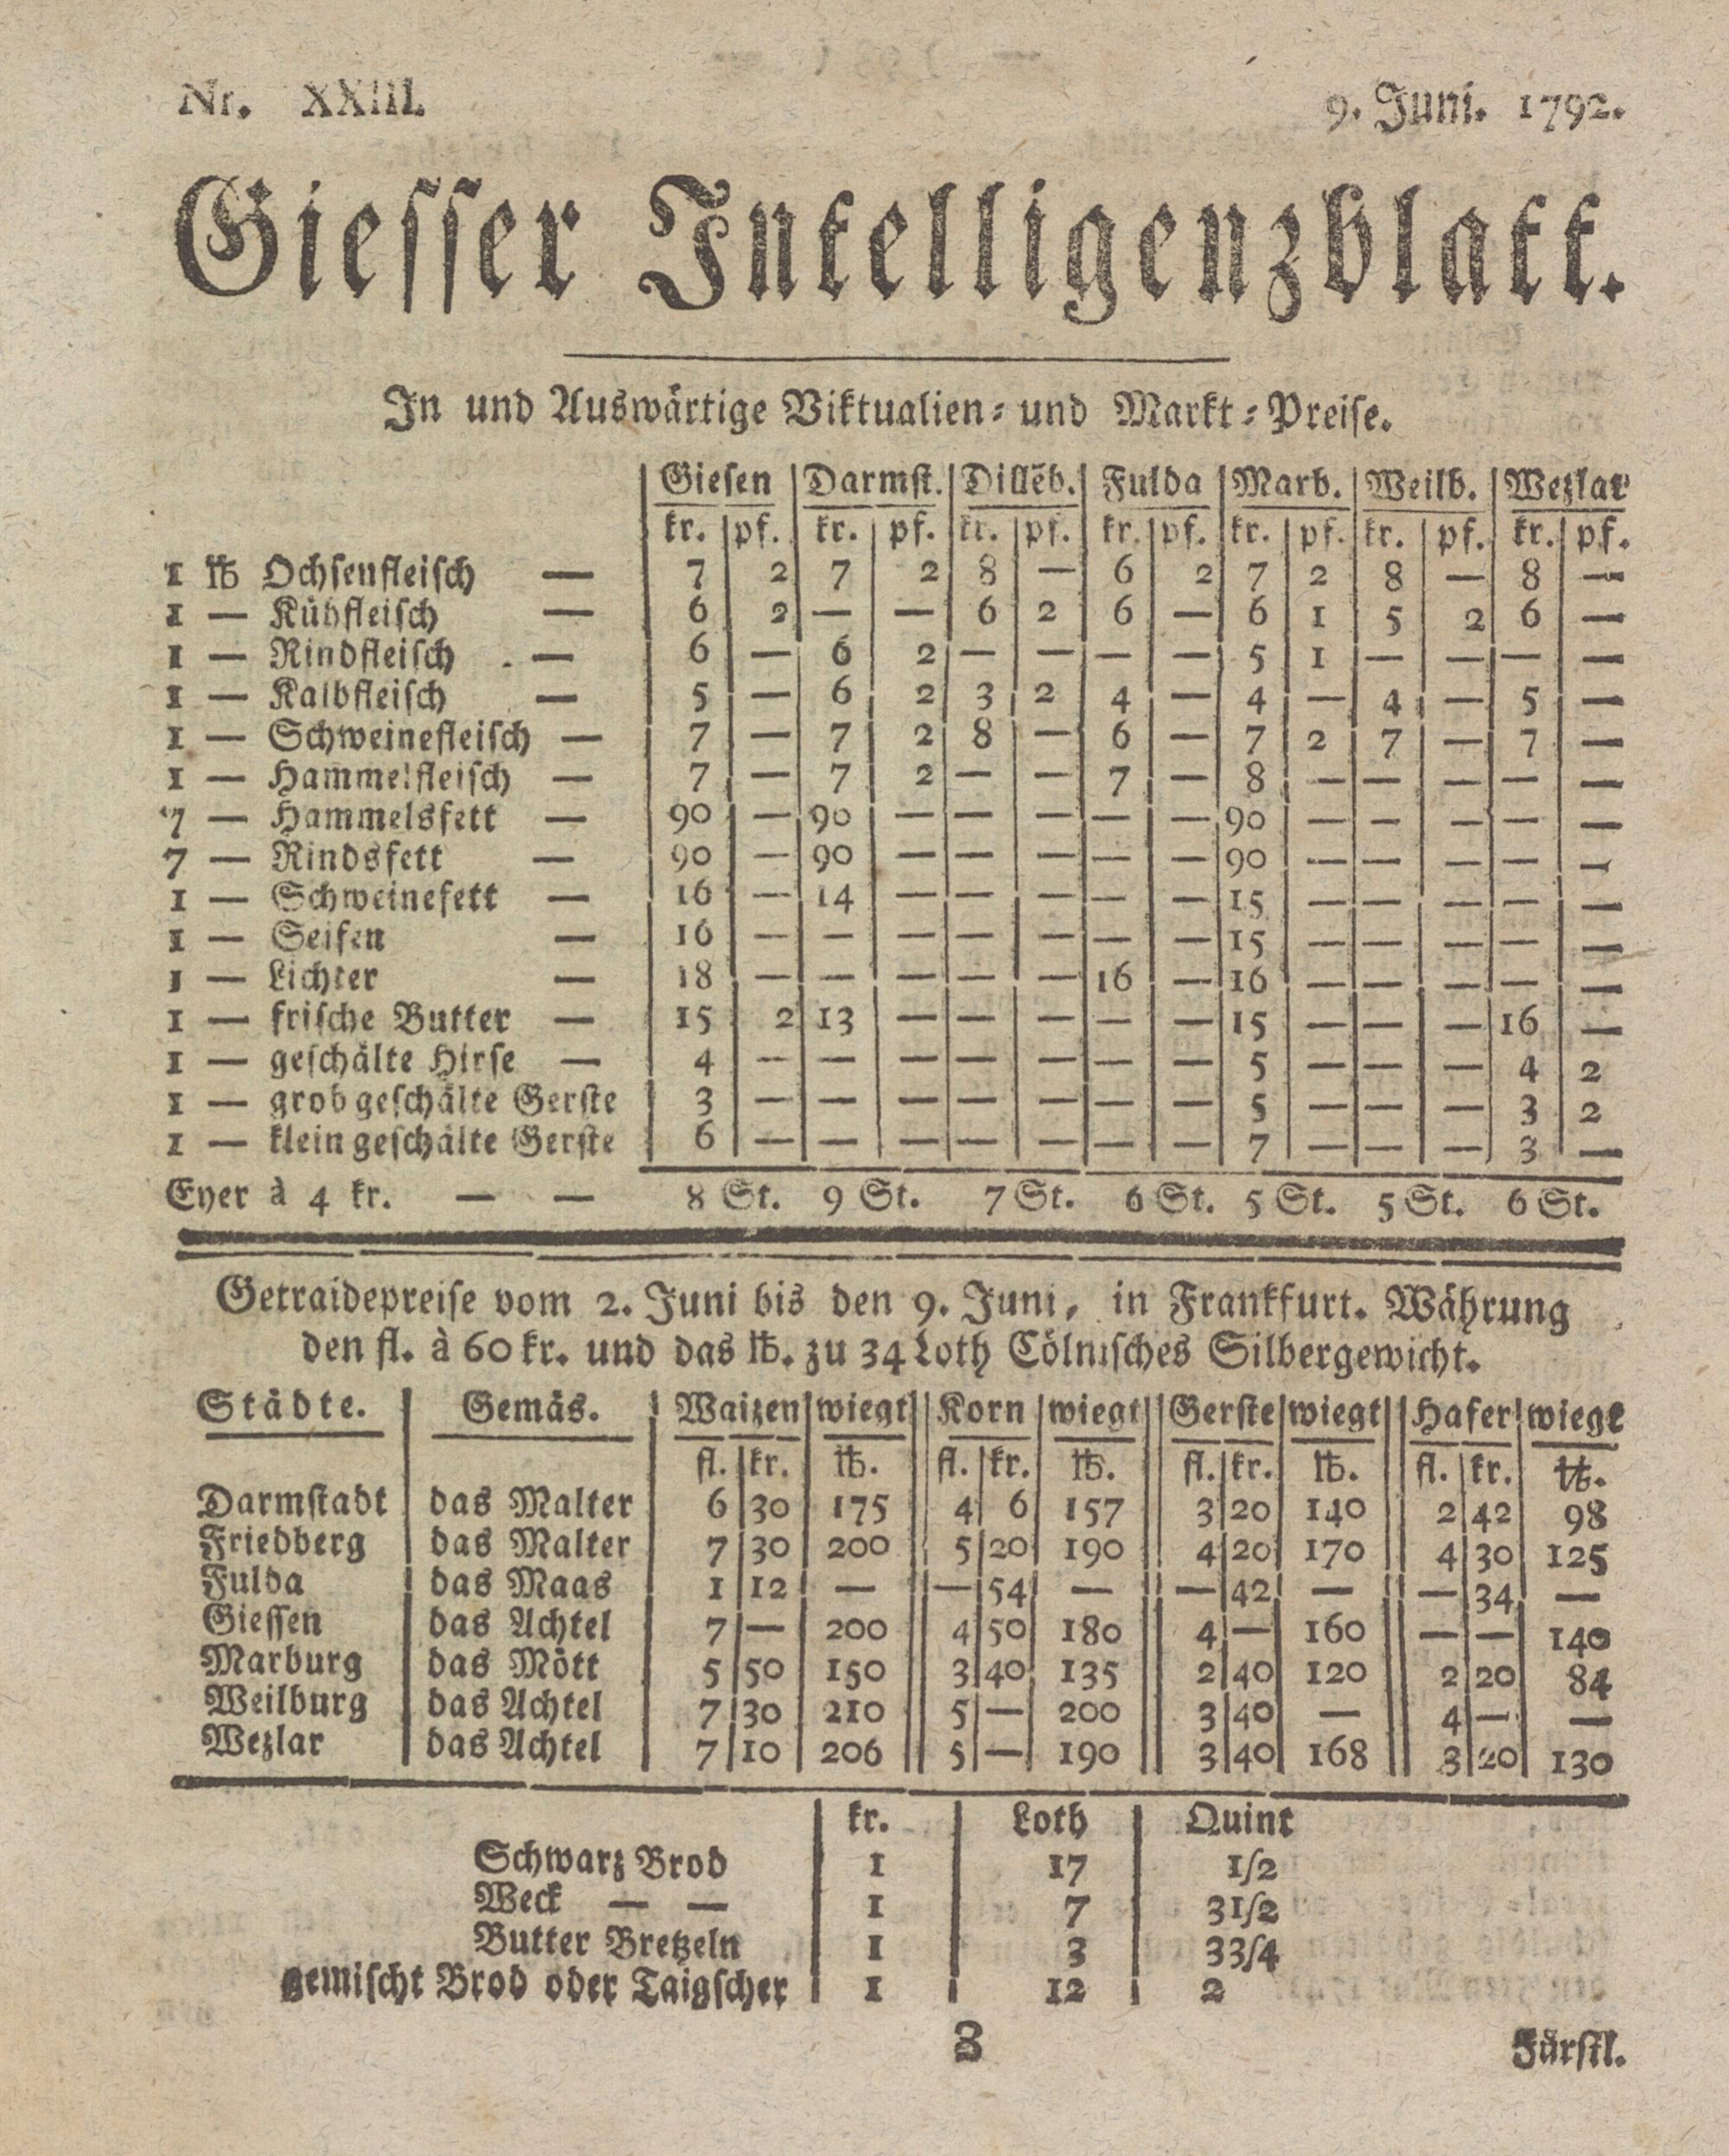 Nr. XXIII. 9. Juni. 1792.
Giesser Intelligenzblatt.
In und Auswärtige Viktualien- und Markt-Preise.
Giesen Darmst. Dillēb. Fulda Marb. Weilb. Wezlar
kr. pf. kr. pf. kr. pf. kr. pf. kr. pf. kr. pf. kr. pf.
1 ℔ Ochsenfleisch — 7 2 7 2 8 — 6 2 7 2 8 — 8 —
1 — Kühfleisch — 6 2 — — 6 2 6 — 6 1 5 2 6 —
1 — Rindfleisch — 6 — 6 2 — — — — 5 1 — — — —
1 — Kalbfleisch — 5 — 6 2 3 2 4 — 4 — 4 — 5 —
1 — Schweinefleisch — 7 — 7 2 8 — 6 — 7 2 7 — 7 —
1 — Hammelfleisch — 7 — 7 2 — — 7 — 8 — — — — —
7 — Hammelsfett — 90 — 90 — — — — — 90 — — — — —
7 — Rindsfett — 90 — 90 — — — — — 90 — — — — —
1 — Schweinefett — 16 — 14 — — — — — 15 — — — — —
1 — Seifen — 16 — — — — — — — 15 — — — — —
1 — Lichter — 18 — — — — — 16 — 16 — — — — —
1 — frische Butter — 15 2 13 — — — — — 15 — — — 16 —
1 — geschälte Hirse — 4 — — — — — — — 5 — — — 4 2
1 — grob geschälte Gerste 3 — — — — — — — 5 — — — 3 2
1 — klein geschälte Gerste 6 — — — — — — — 7 — — — 3 —
Eyer à 4 kr. — — 8 St. 9 St. 7 St. 6 St. 5 St. 5 St. 6 St.
Getraidepreise vom 2. Juni bis den 9. Juni, in Frankfurt. Währung
den fl. à 60 kr. und das ℔. zu 34 Loth Cölnisches Silbergewicht.
Städte. Gemäs. Waizen wiegt Korn wiegt Gerste wiegt Hafer wiegt
fl. kr. ℔. fl. kr. ℔. fl. kr. ℔. fl. kr. ℔.
Darmstadt das Malter 6 30 175 4 6 157 3 20 140 2 42 98
Friedberg das Malter 7 30 200 5 20 190 4 20 170 4 30 125
Fulda das Maas 1 12 — — 54 — — 42 — — 34 —
Giessen das Achtel 7 — 200 4 50 180 4 — 160 — — 140
Marburg das Mött 5 50 150 3 40 135 2 40 120 2 20 84
Weilburg das Achtel 7 30 210 5 — 200 3 40 — 4 — —
Wezlar das Achtel 7 10 206 5 — 190 3 40 168 3 20 130
kr. Loth Quint
Schwarz Brod 1 17 1/2
Weck — — 1 7 3 1/2
Butter Bretzeln 1 3 3 3/4
gemischt Brod oder Taigscher 1 12 2
3 Fürstl.